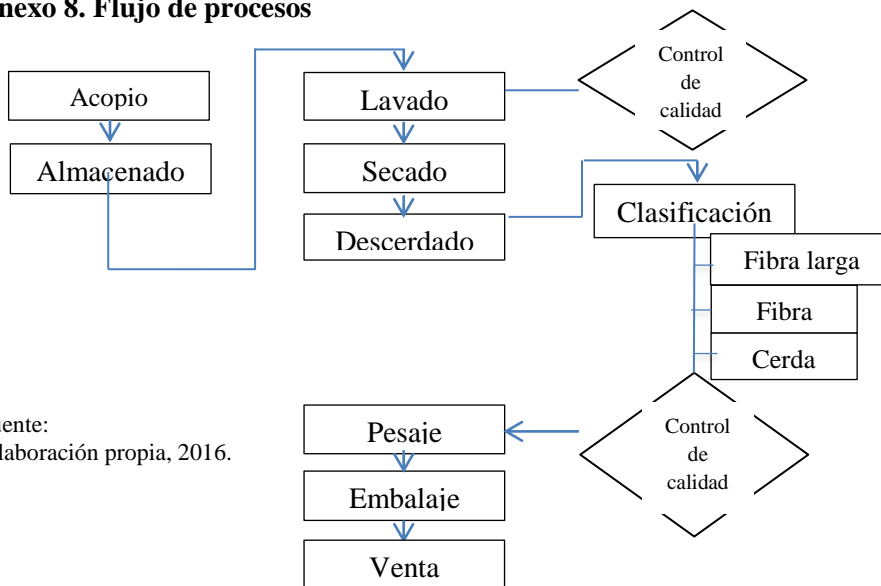 nexo 8. Flujo de procesos
Acopio
Almacenado
Lavado
Secado
Descerdado
Control
de
calidad
Clasificación
Fibra larga
Fibra
Cerda
Control
de
calidad
Pesaje
Embalaje
Venta
uente:
laboración propia, 2016.